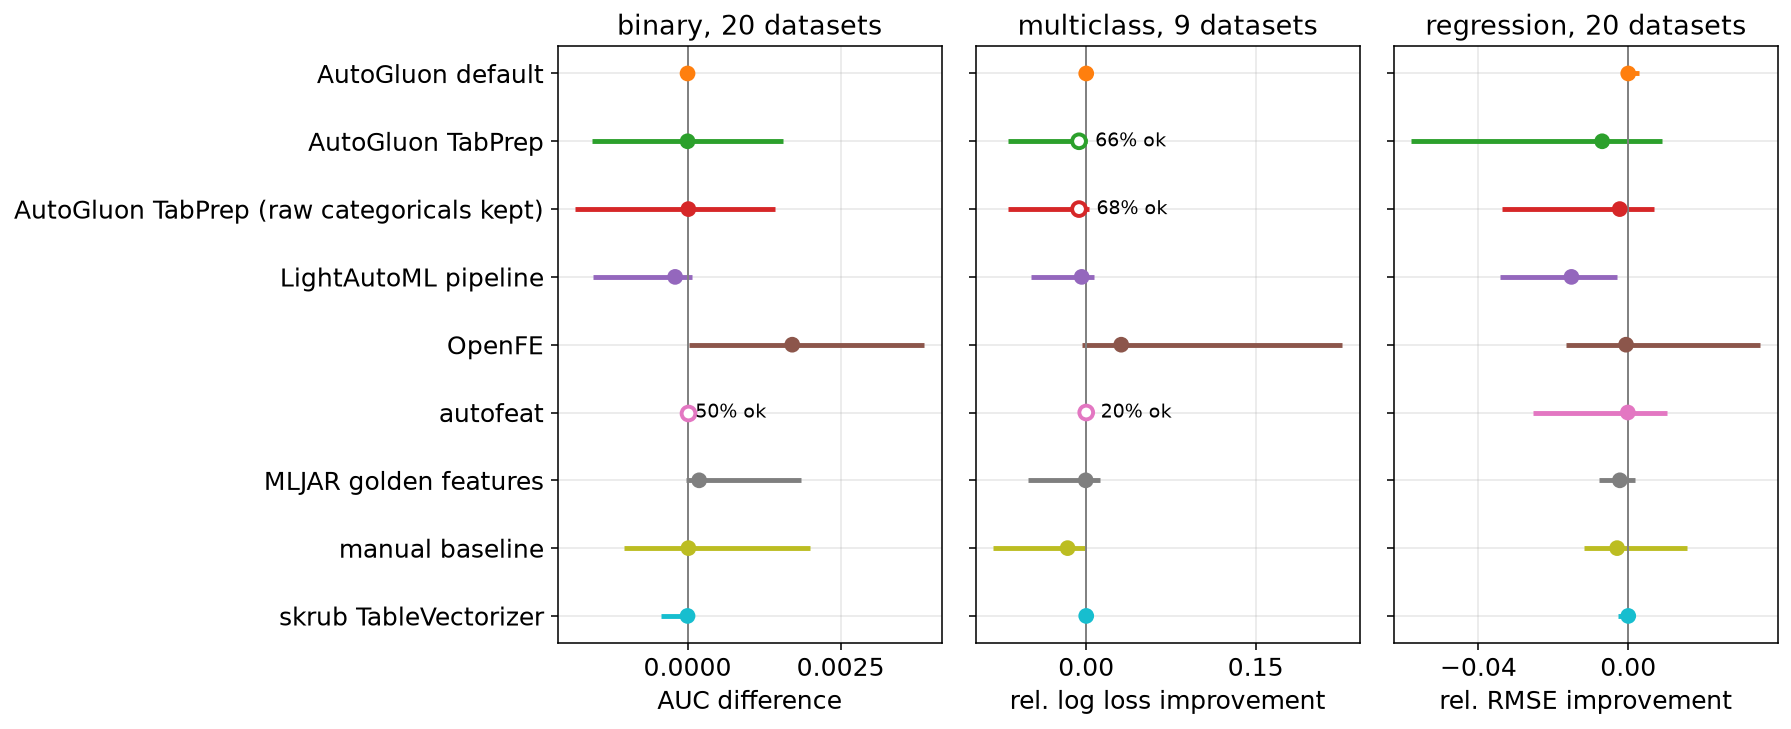 binary, 20 datasets
multiclass, 9 datasets
regression, 20 datasets
AutoGluon default
AutoGluon TabPrep
66% ok
AutoGluon TabPrep (raw categoricals kept)
68% ok
LightAutoML pipeline
OpenFE
autofeat
50% ok
20% ok
MLJAR golden features
manual baseline
skrub TableVectorizer
0.0000
0.0025
0.00
0.15
−0.04
0.00
AUC difference
rel. log loss improvement
rel. RMSE improvement